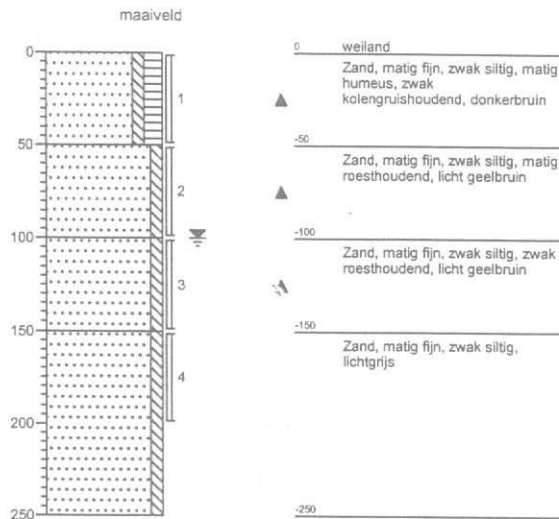 maaiveld
0
50
100
150
200
250
1
2
3
4
0 weiland
Zand, matig fijn, zwak siltig, matig
humeus, zwak
kolengruishoudend, donkerbruin
-50
Zand, matig fijn, zwak siltig, matig
roesthoudend, licht geelbruin
-100
Zand, matig fijn, zwak siltig, zwak
roesthoudend, licht geelbruin
-150
Zand, matig fijn, zwak siltig,
lichtgrijs
-250